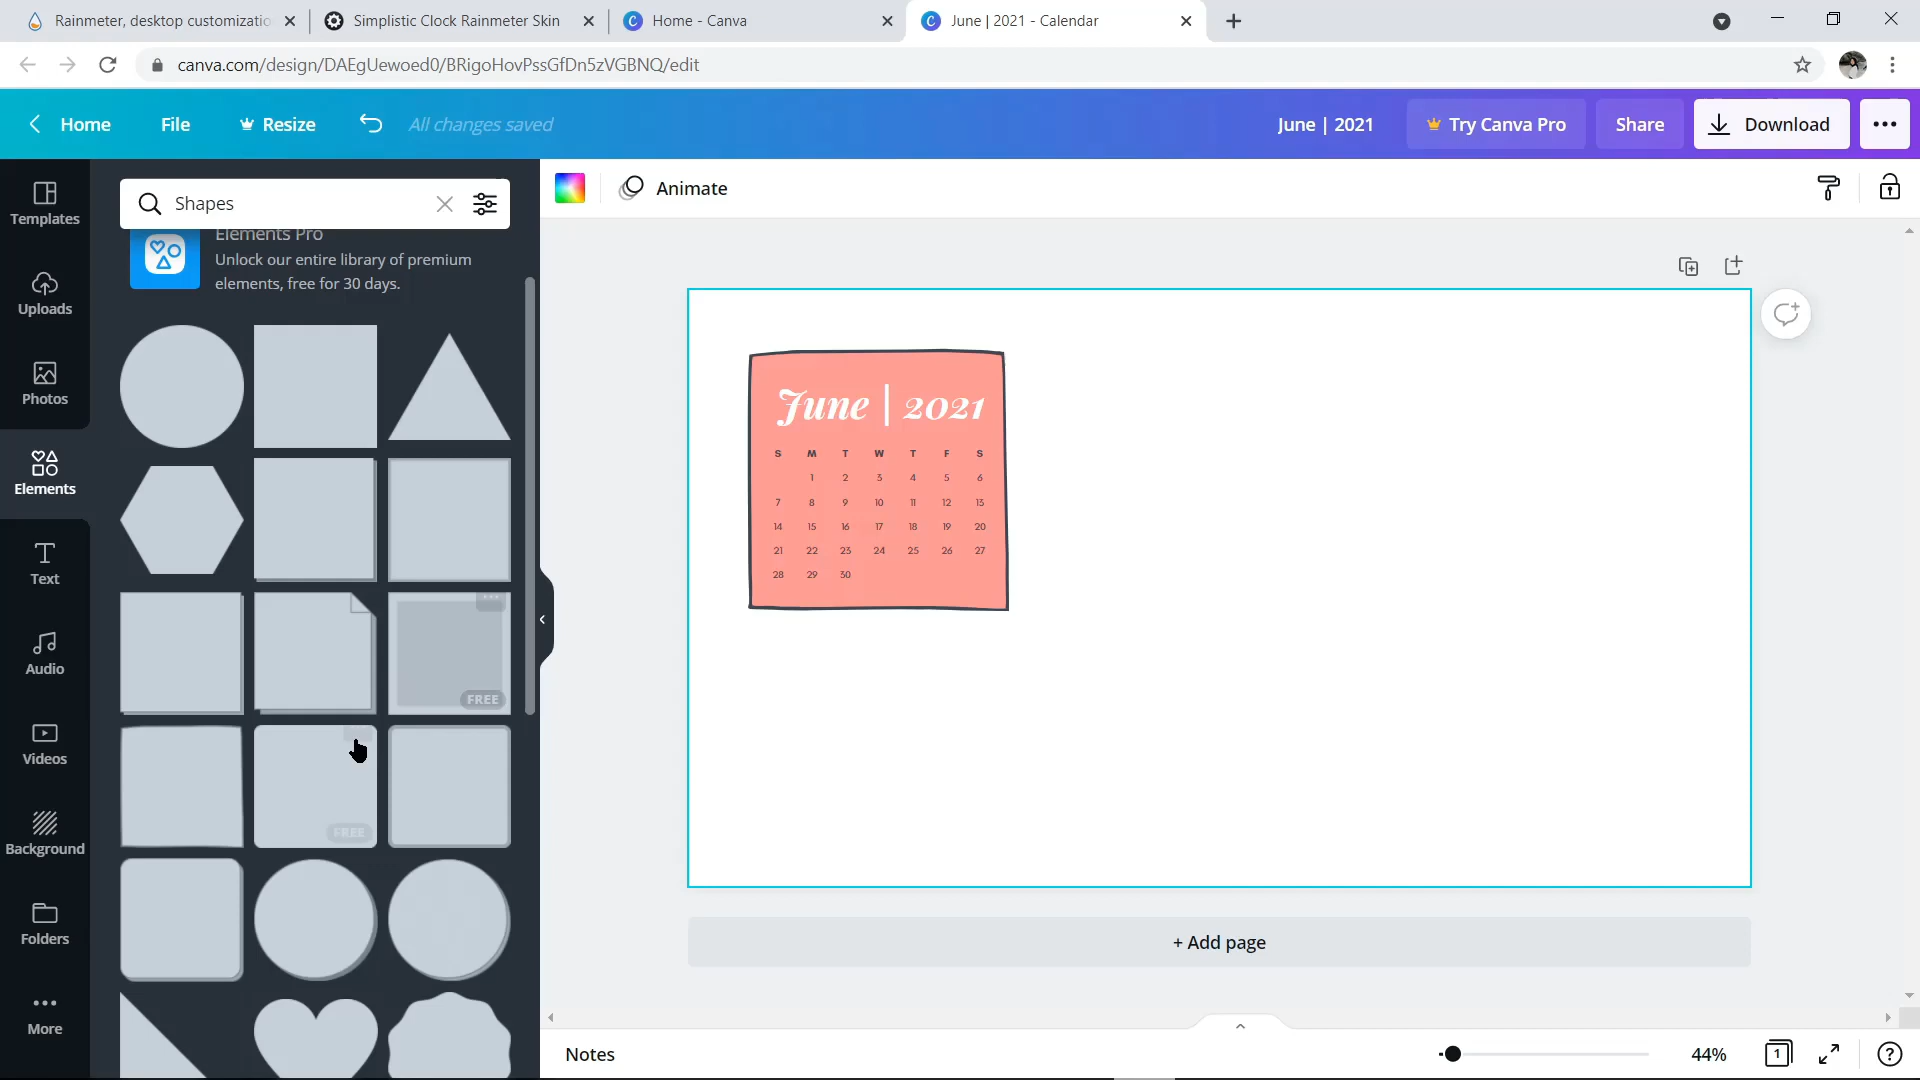 Rainmeter, desktop customizatio
Simplistic Clock Rainmeter Skin
Home - Canva
June | 2021 - Calendar
canva.com/design/DAEgUewoed0/BRigoHovPssGfDn5zVGBNQ/edit
Home
File
Resize
All changes saved
June | 2021
Try Canva Pro
Share
Download
Templates
Uploads
Photos
Elements
Text
Audio
Videos
Background
Folders
More
Shapes
Elements Pro
Unlock our entire library of premium
elements, free for 30 days.
FREE
FREE
Animate
June | 2021
S M T W T F S
1 2 3 4 5 6
7 8 9 10 11 12 13
14 15 16 17 18 19 20
21 22 23 24 25 26 27
28 29 30
+ Add page
Notes
44%
1